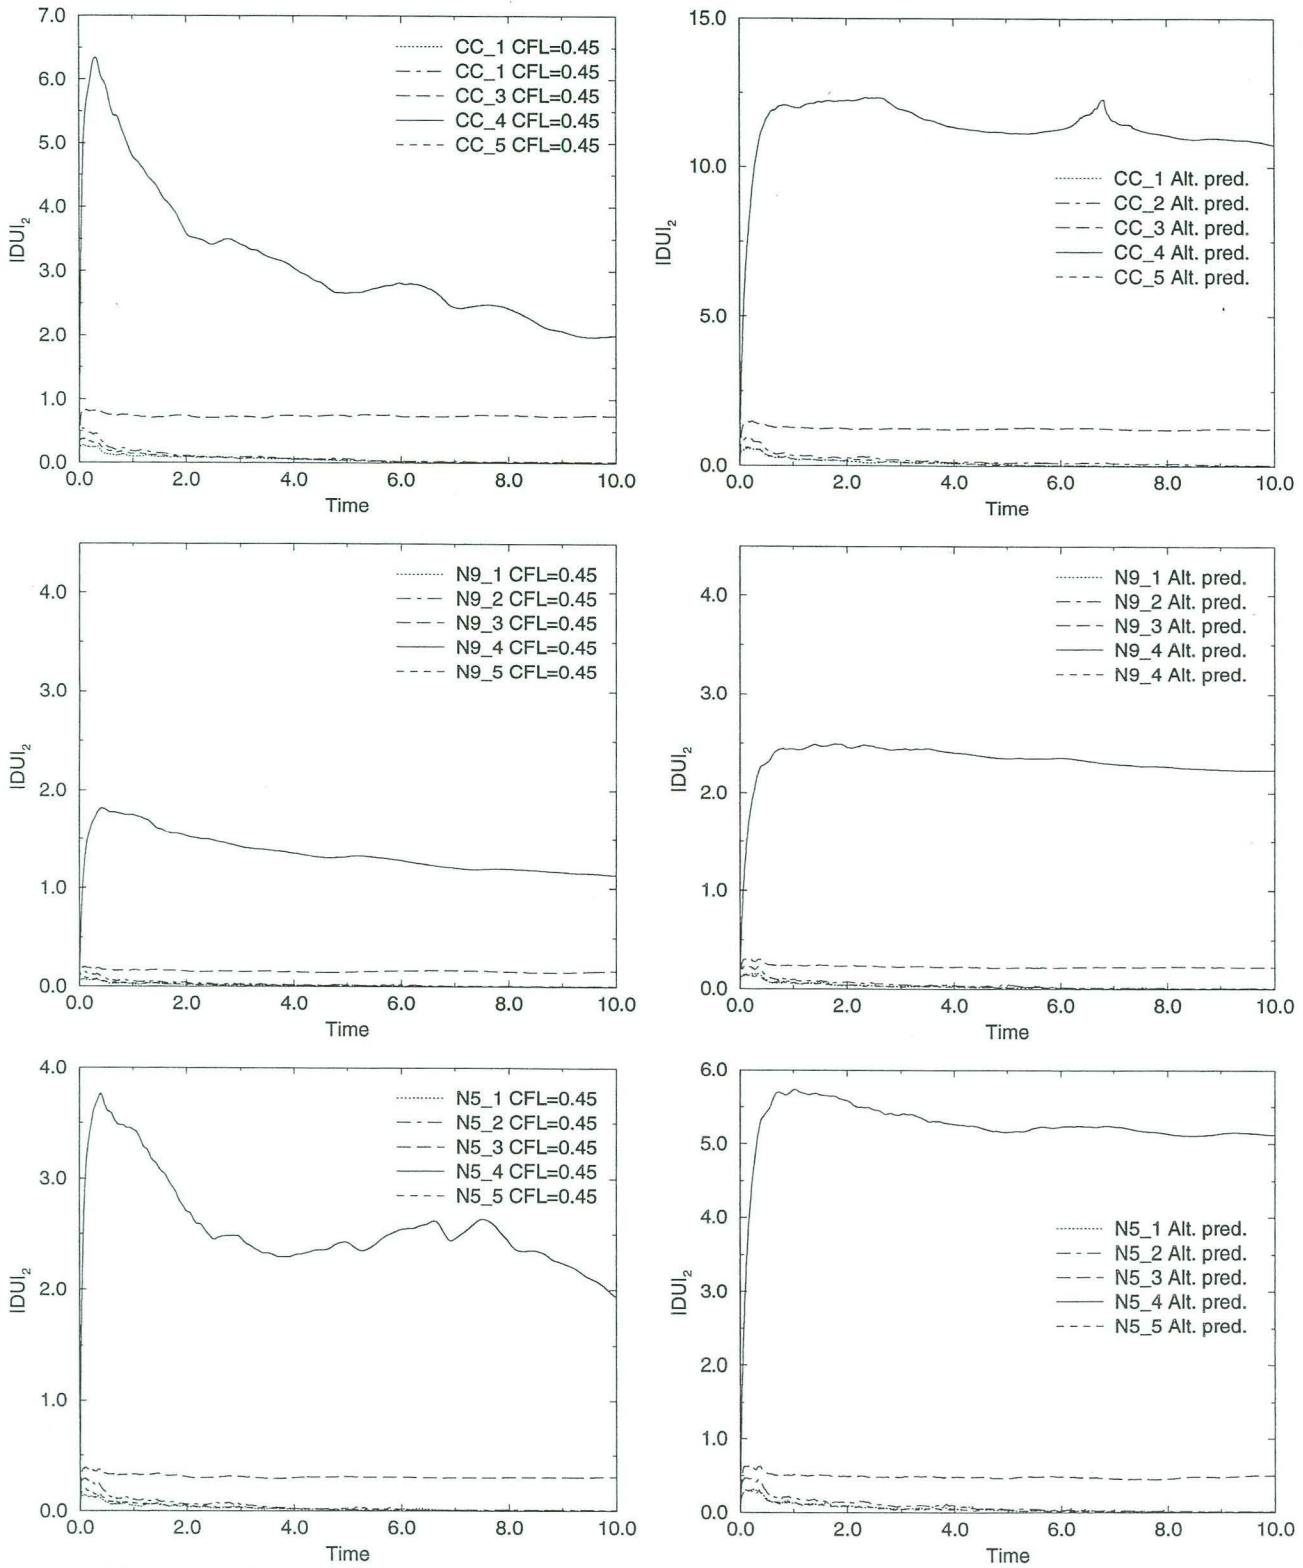 7.0
6.0
5.0
4.0
3.0
2.0
1.0
0.0
|DU|₂
CC_1 CFL=0.45
CC_1 CFL=0.45
CC_3 CFL=0.45
CC_4 CFL=0.45
CC_5 CFL=0.45
0.0 2.0 4.0 6.0 8.0 10.0
Time
15.0
10.0
5.0
0.0
|DU|₂
CC_1 Alt. pred.
CC_2 Alt. pred.
CC_3 Alt. pred.
CC_4 Alt. pred.
CC_5 Alt. pred.
0.0 2.0 4.0 6.0 8.0 10.0
Time
4.0
3.0
2.0
1.0
0.0
|DU|₂
N9_1 CFL=0.45
N9_2 CFL=0.45
N9_3 CFL=0.45
N9_4 CFL=0.45
N9_5 CFL=0.45
0.0 2.0 4.0 6.0 8.0 10.0
Time
4.0
3.0
2.0
1.0
0.0
|DU|₂
N9_1 Alt. pred.
N9_2 Alt. pred.
N9_3 Alt. pred.
N9_4 Alt. pred.
N9_4 Alt. pred.
0.0 2.0 4.0 6.0 8.0 10.0
Time
4.0
3.0
2.0
1.0
0.0
|DU|₂
N5_1 CFL=0.45
N5_2 CFL=0.45
N5_3 CFL=0.45
N5_4 CFL=0.45
N5_5 CFL=0.45
0.0 2.0 4.0 6.0 8.0 10.0
Time
6.0
5.0
4.0
3.0
2.0
1.0
0.0
|DU|₂
N5_1 Alt. pred.
N5_2 Alt. pred.
N5_3 Alt. pred.
N5_4 Alt. pred.
N5_5 Alt. pred.
0.0 2.0 4.0 6.0 8.0 10.0
Time